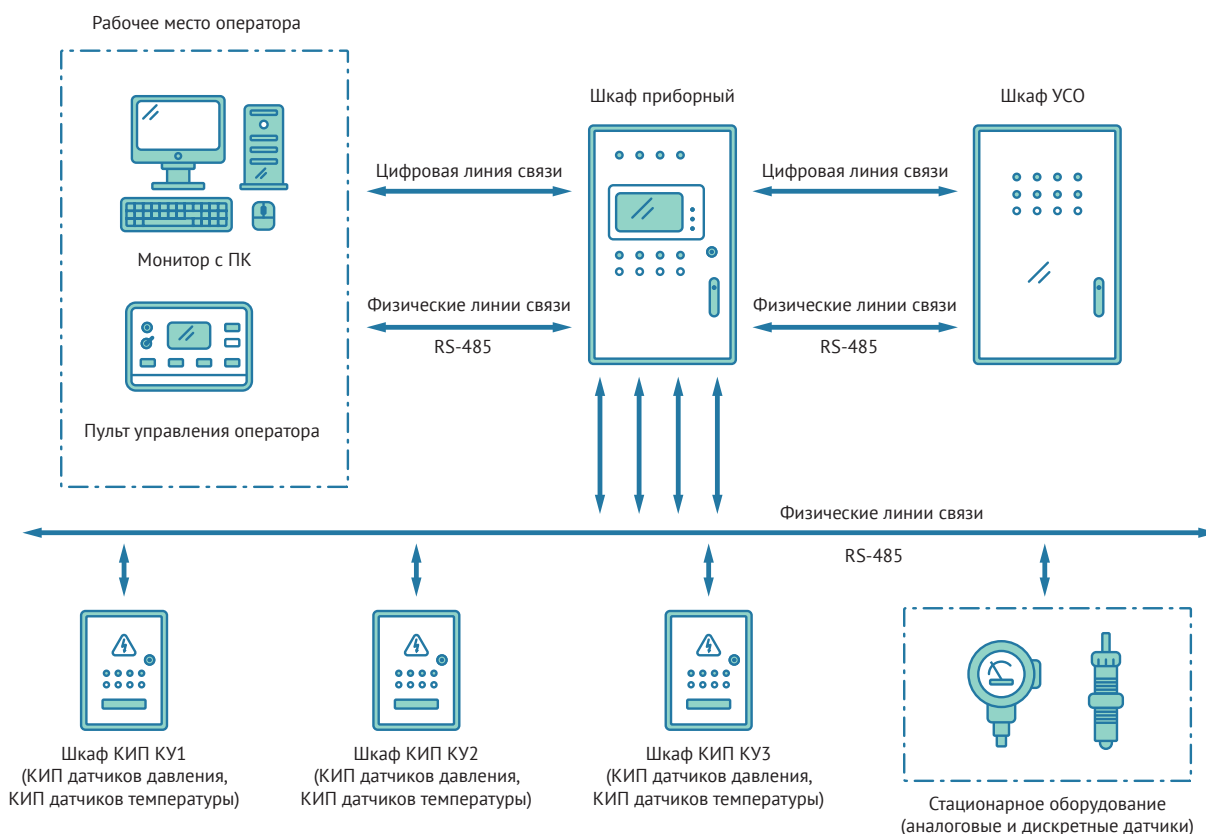 Рабочее место оператора
Шкаф приборный
Шкаф УСО
Цифровая линия связи
Цифровая линия связи
Монитор с ПК
Физические линии связи
RS-485
Физические линии связи
RS-485
Пульт управления оператора
Физические линии связи
RS-485
Шкаф КИП КУ1
(КИП датчиков давления,
КИП датчиков температуры)
Шкаф КИП КУ2
(КИП датчиков давления,
КИП датчиков температуры)
Шкаф КИП КУ3
(КИП датчиков давления,
КИП датчиков температуры)
Стационарное оборудование
(аналоговые и дискретные датчики)